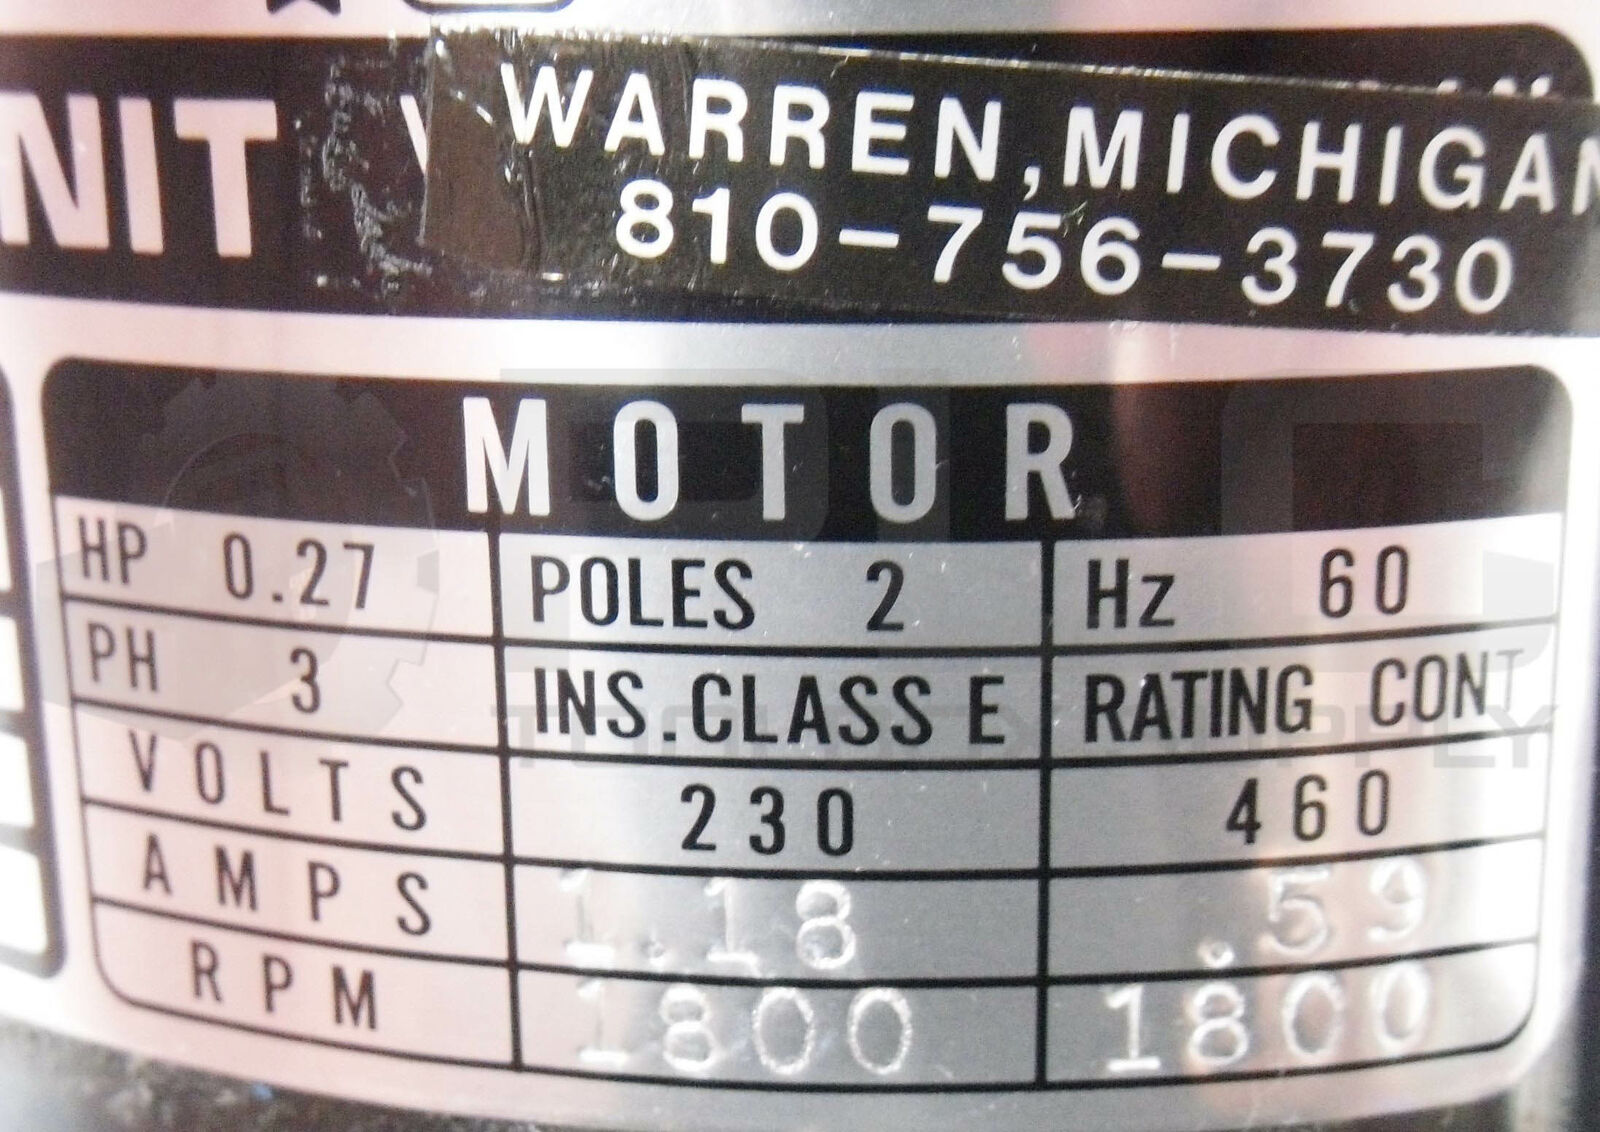 NIT
WARREN, MICHIGAN
810-756-3730
MOTOR
HP 0.27 POLES 2 Hz 60
PH 3 INS. CLASS E RATING CONT
VOLTS 230 460
AMPS 1.18 .59
RPM 1800 1800